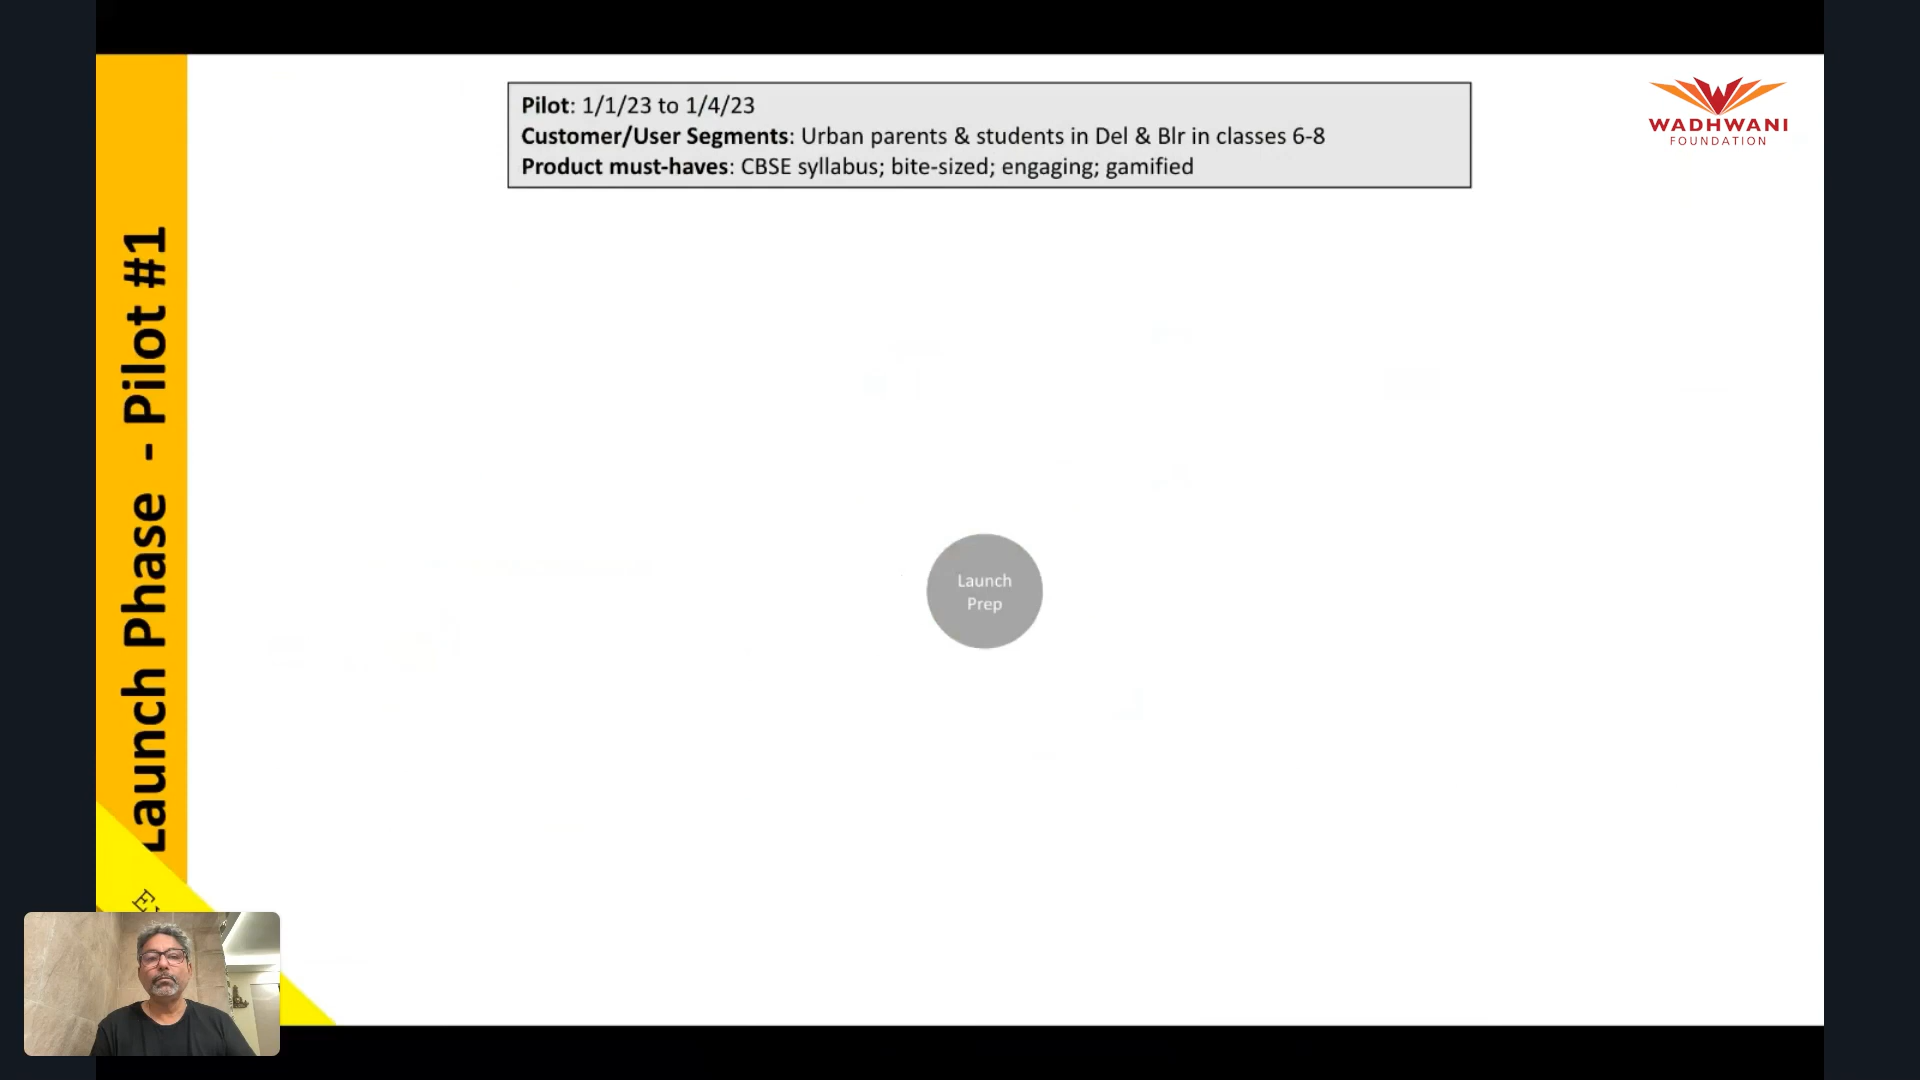 Pilot: 1/1/23 to 1/4/23
Customer/User Segments: Urban parents & students in Del & Blr in classes 6-8
Product must-haves: CBSE syllabus; bite-sized; engaging; gamified
WADHWANI
FOUNDATION
Launch Phase - Pilot #1
Launch
Prep